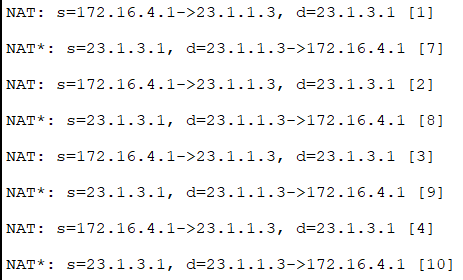 NAT: s=172.16.4.1->23.1.1.3, d=23.1.3.1 [1]
NAT*: s=23.1.3.1, d=23.1.1.3->172.16.4.1 [7]
NAT: s=172.16.4.1->23.1.1.3, d=23.1.3.1 [2]
NAT*: s=23.1.3.1, d=23.1.1.3->172.16.4.1 [8]
NAT: s=172.16.4.1->23.1.1.3, d=23.1.3.1 [3]
NAT*: s=23.1.3.1, d=23.1.1.3->172.16.4.1 [9]
NAT: s=172.16.4.1->23.1.1.3, d=23.1.3.1 [4]
NAT*: s=23.1.3.1, d=23.1.1.3->172.16.4.1 [10]